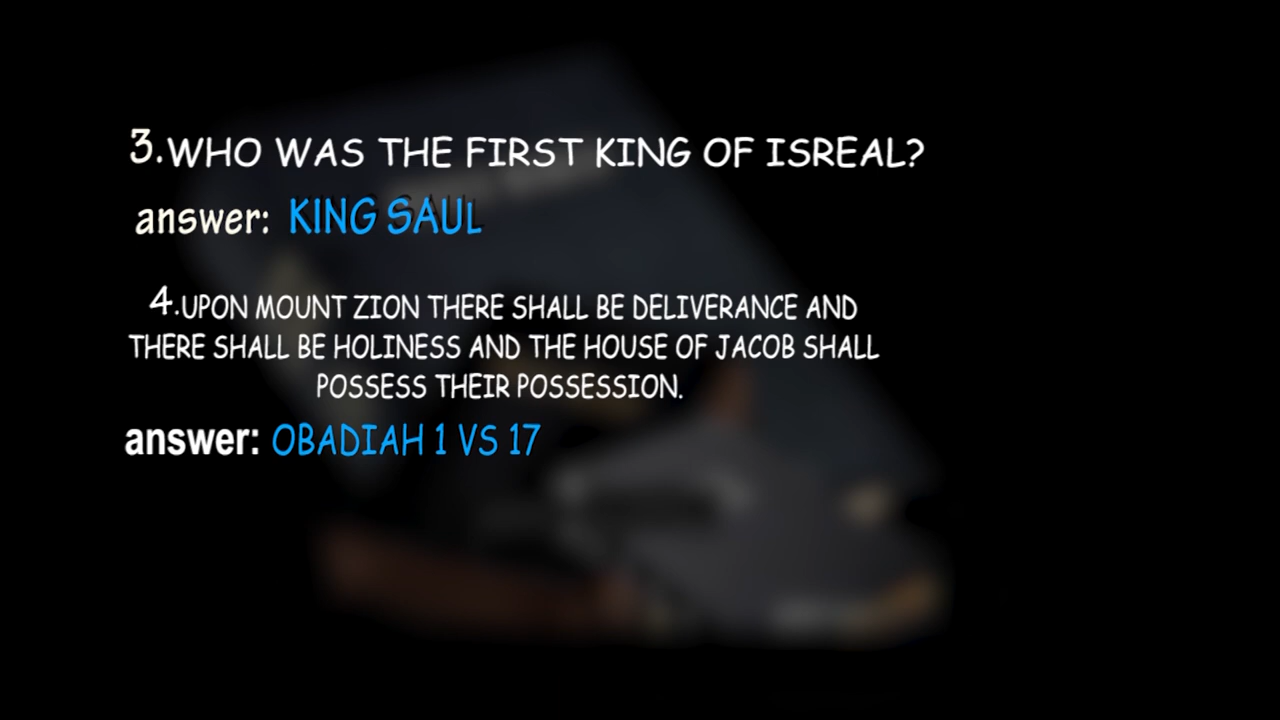 3.WHO WAS THE FIRST KING OF ISREAL?
answer: KING SAUL
4.UPON MOUNT ZION THERE SHALL BE DELIVERANCE AND
THERE SHALL BE HOLINESS AND THE HOUSE OF JACOB SHALL
POSSESS THEIR POSSESSION.
answer: OBADIAH 1 VS 17